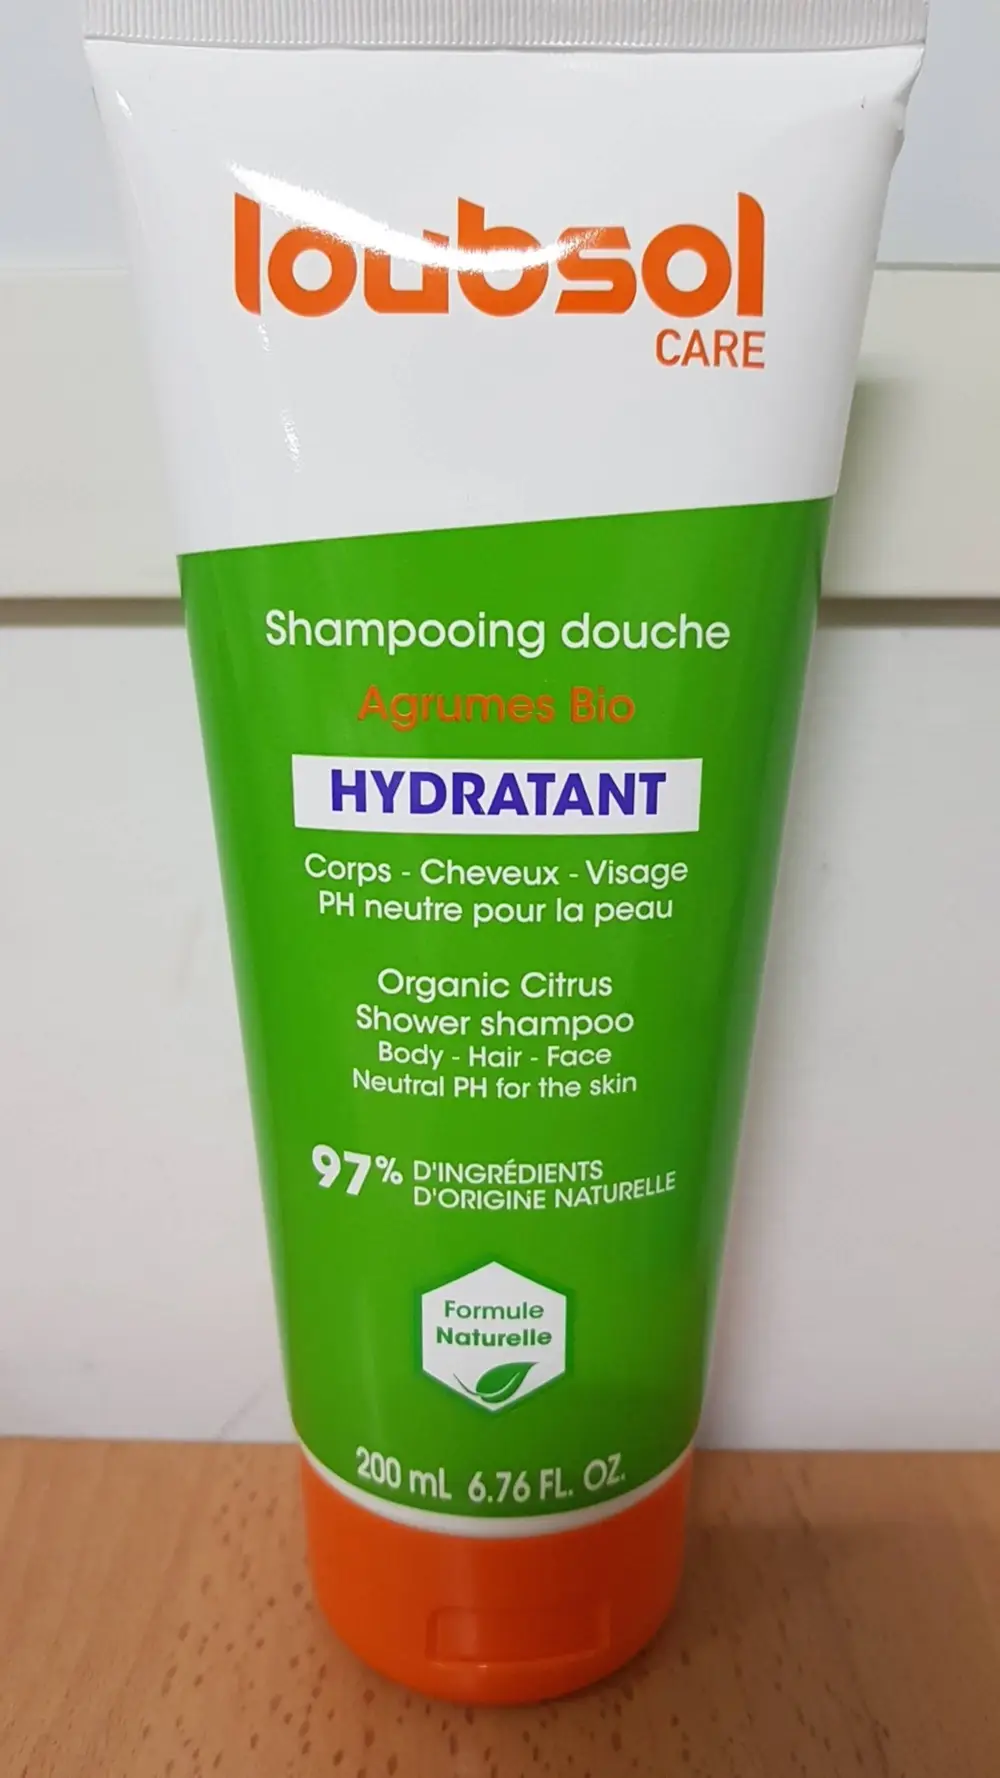 loubsol
CARE
Shampooing douche
Agrumes Bio
HYDRATANT
Corps - Cheveux - Visage
PH neutre pour la peau
Organic Citrus
Shower shampoo
Body - Hair - Face
Neutral PH for the skin
97% D'INGRÉDIENTS
D'ORIGINE NATURELLE
Formule
Naturelle
200 mL 6.76 FL. OZ.